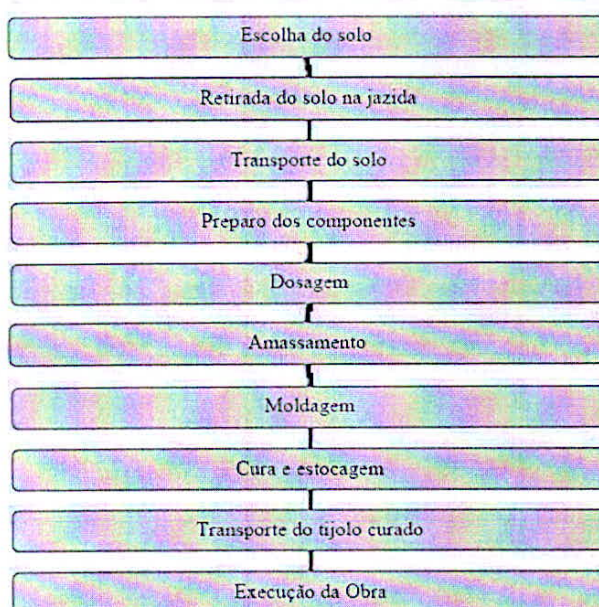 Escolha do solo
Retirada do solo na jazida
Transporte do solo
Preparo dos componentes
Dosagem
Amassamento
Moldagem
Cura e estocagem
Transporte do tijolo curado
Execução da Obra